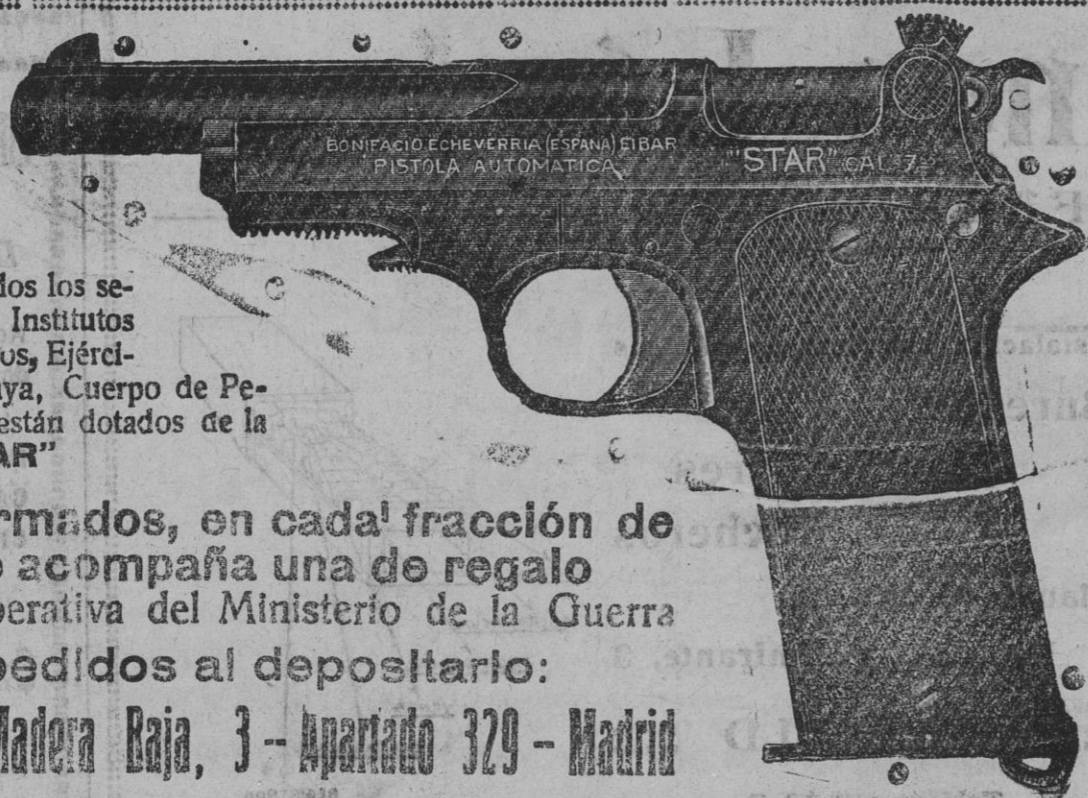 BONIFACIO ECHEVERRIA (ESPAÑA) EIBAR
PISTOLA AUTOMATICA
"STAR" CAL 7
dos los se-
Institutos
os, Ejérci-
ya, Cuerpo de Pe-
están dotados de la
AR"
rmados, en cada fracción de
acompaña una de regalo
perativa del Ministerio de la Guerra
pedidos al depositario:
Madera Baja, 3 -- Apartado 329 - Madrid